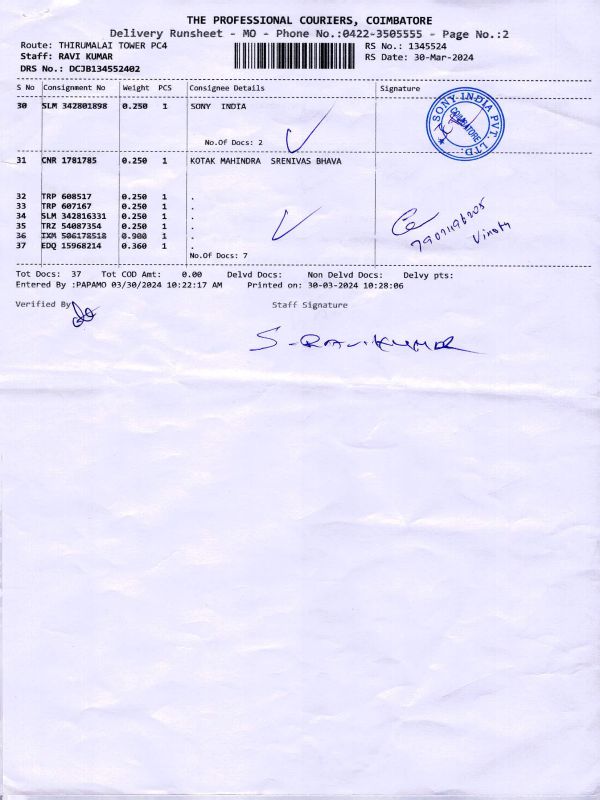 THE PROFESSIONAL COURIERS, COIMBATORE
Delivery Runsheet - MO - Phone No.:0422-3505555 - Page No.:2
Route: THIRUMALAI TOWER PC4 RS No.: 1345524
Staff: RAVI KUMAR RS Date: 30-Mar-2024
DRS No.: DCJB134552402
S No Consignment No Weight PCS Consignee Details Signature
30 SLM 342801898 0.250 1 SONY INDIA
SONY INDIA PVT. LTD.
COIMBATORE
No.Of Docs: 2
31 CNR 1781785 0.250 1 KOTAK MAHINDRA SRENIVAS BHAVA
32 TRP 608517 0.250 1 .
33 TRP 607167 0.250 1 .
34 SLM 342816331 0.250 1 .
35 TRZ 54087354 0.250 1 .
36 IXM 506178518 0.900 1 .
37 EDQ 15968214 0.360 1 .
No.Of Docs: 7
Tot Docs: 37 Tot COD Amt: 0.00 Delvd Docs: Non Delvd Docs: Delvy pts:
Entered By :PAPAMO 03/30/2024 10:22:17 AM Printed on: 30-03-2024 10:28:06
Verified By Staff Signature
S-RAVIKUMAR